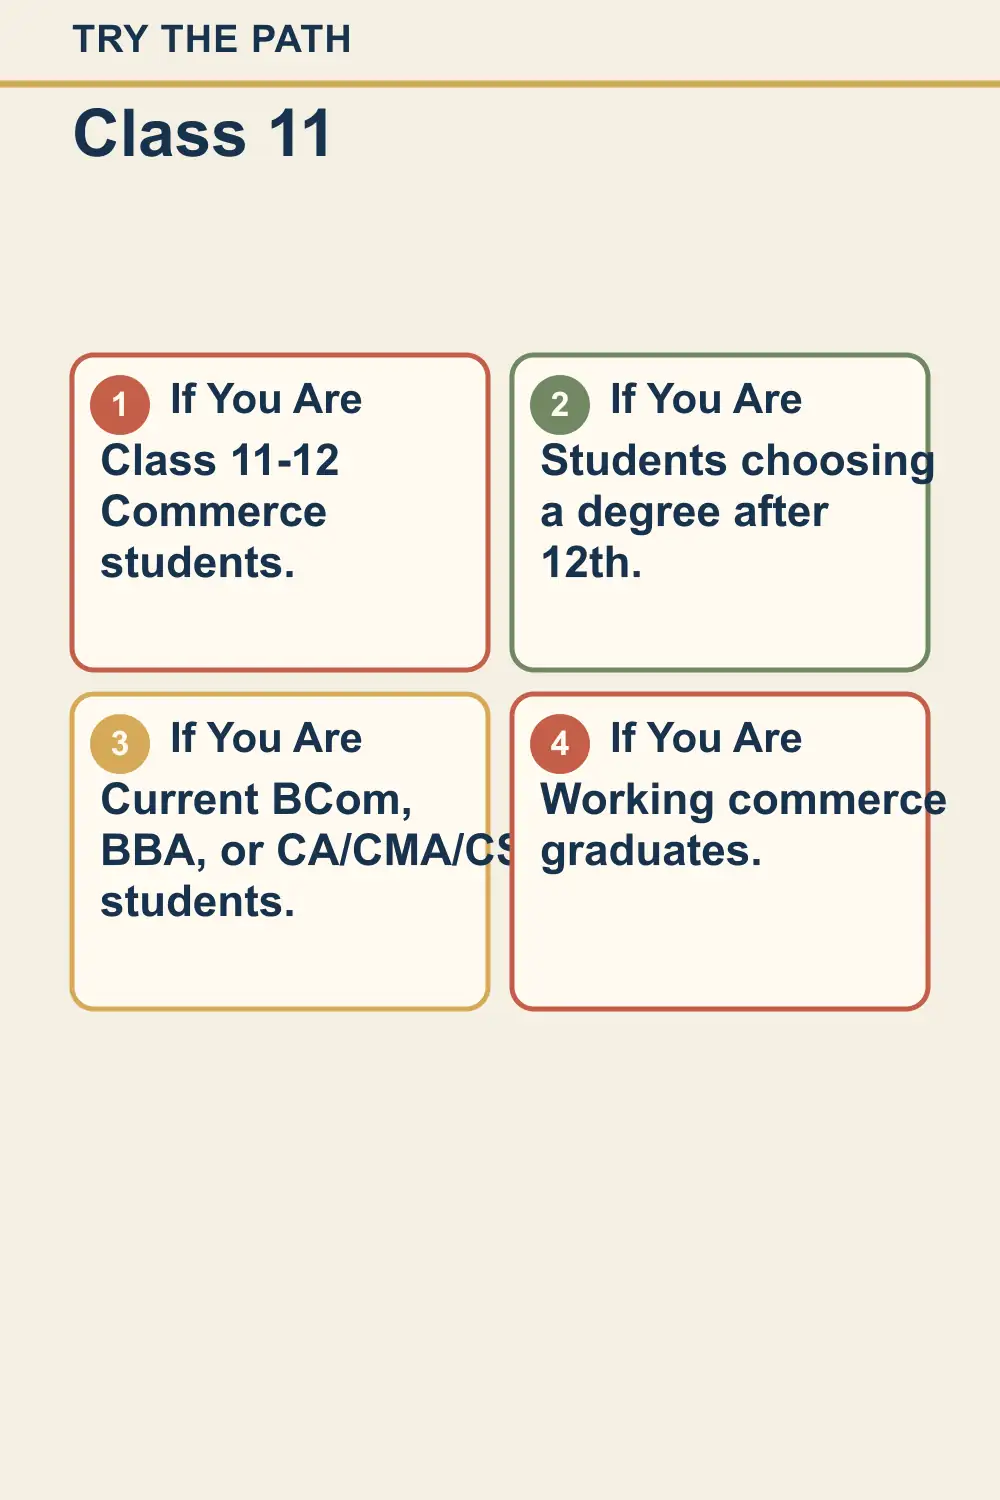 TRY THE PATH
Class 11
1 If You Are
Class 11-12
Commerce
students.
2 If You Are
Students choosing
a degree after
12th.
3 If You Are
Current BCom,
BBA, or CA/CMA/CS
students.
4 If You Are
Working commerce
graduates.